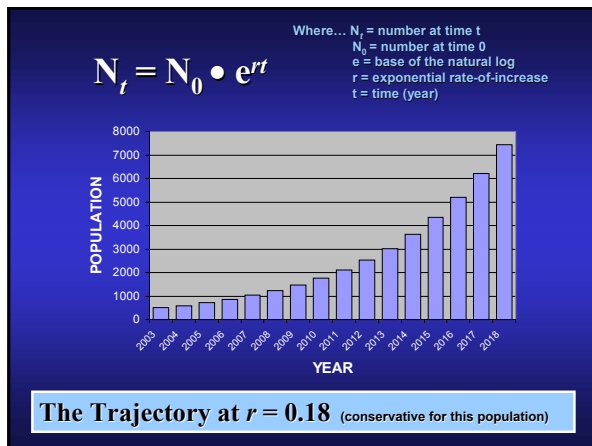 Where… Nt = number at time t
N0 = number at time 0
e = base of the natural log
r = exponential rate-of-increase
t = time (year)
Nt = N0 • e^rt
8000
7000
6000
5000
4000
3000
2000
1000
0
POPULATION
2003 2004 2005 2006 2007 2008 2009 2010 2011 2012 2013 2014 2015 2016 2017 2018
YEAR
The Trajectory at r = 0.18 (conservative for this population)